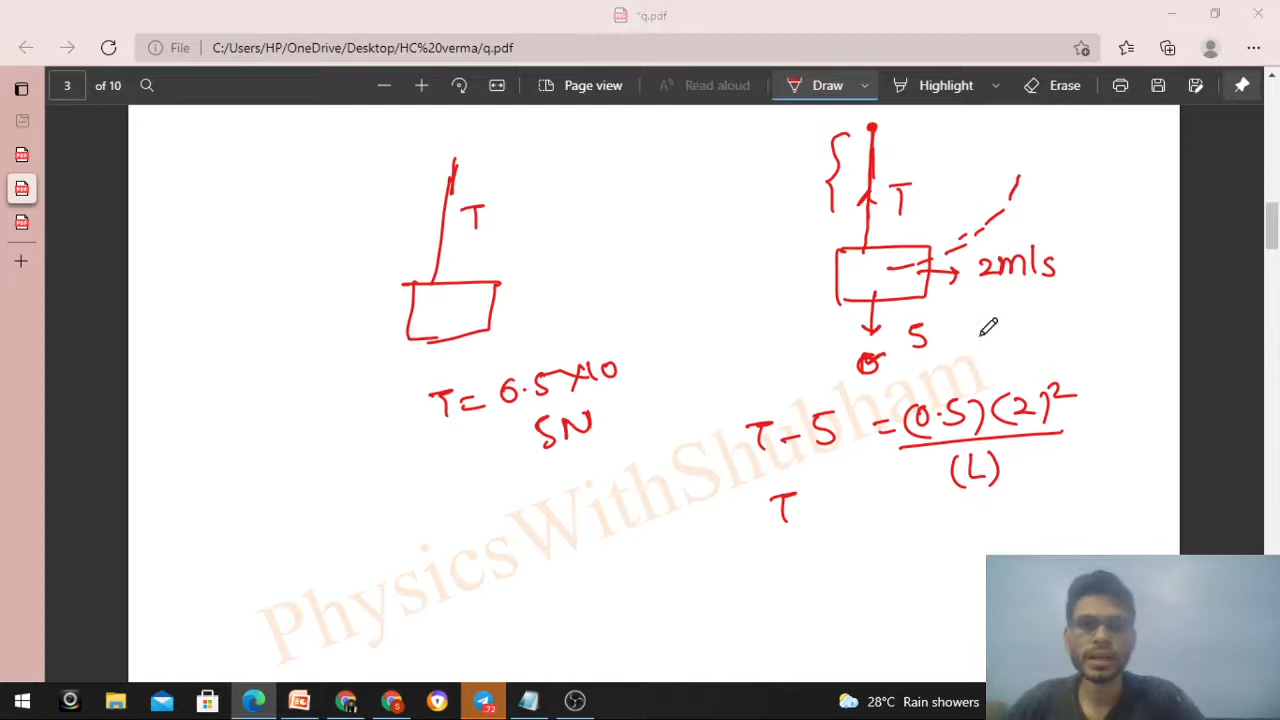 *q.pdf
File C:/Users/HP/OneDrive/Desktop/HC%20verma/q.pdf
3 of 10 Page view Read aloud Draw Highlight Erase
T
T
2m/s
5
T= 0.5×10
5N
T - 5 = (0.5)(2)²
(L)
T
PhysicsWithShubham
72
28°C Rain showers